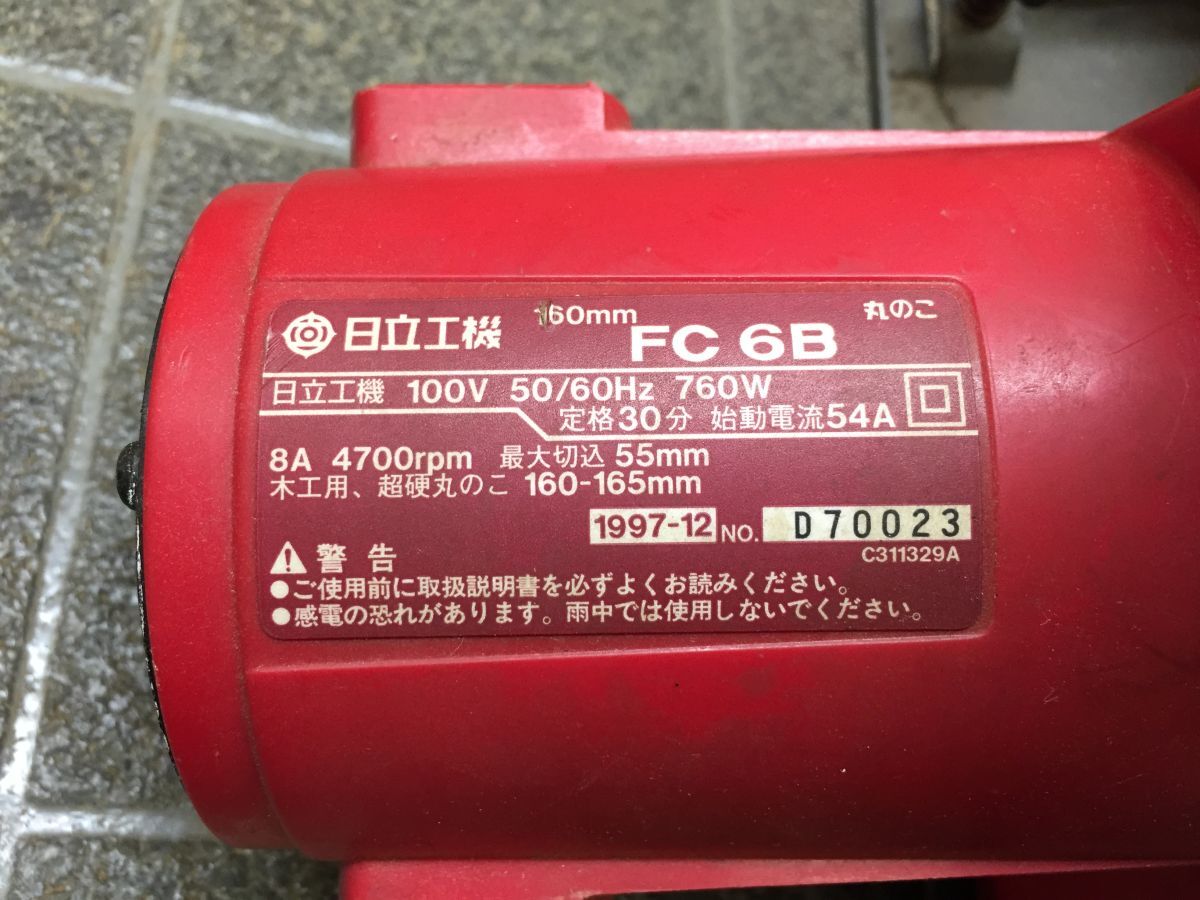 日立工機 160mm FC 6B 丸のこ
日立工機 100V 50/60Hz 760W
定格30分 始動電流54A
8A 4700rpm 最大切込 55mm
木工用、超硬丸のこ 160-165mm
1997-12 NO. D70023
C311329A
警告
●ご使用前に取扱説明書を必ずよくお読みください。
●感電の恐れがあります。雨中では使用しないでください。